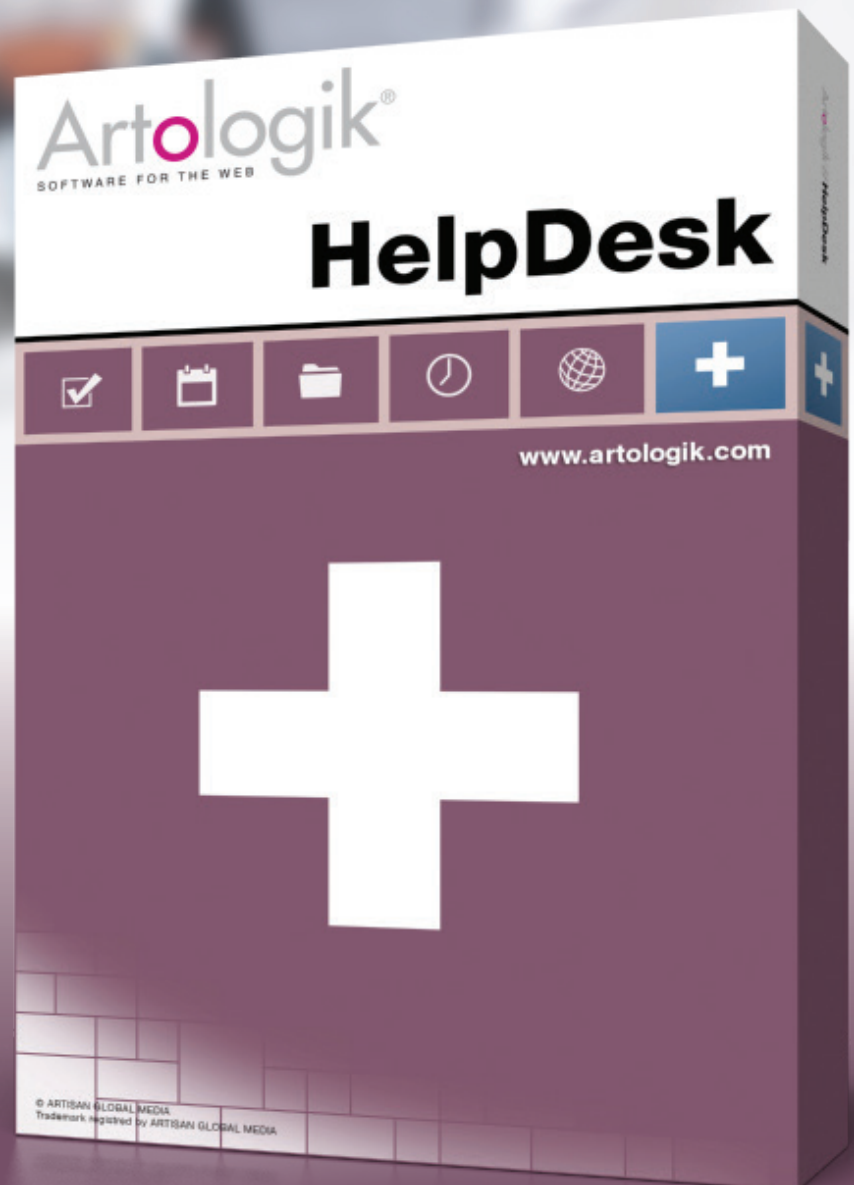 Artologik®
SOFTWARE FOR THE WEB
HelpDesk
www.artologik.com
© ARTISAN GLOBAL MEDIA
Trademark registred by ARTISAN GLOBAL MEDIA
Artologik HelpDesk